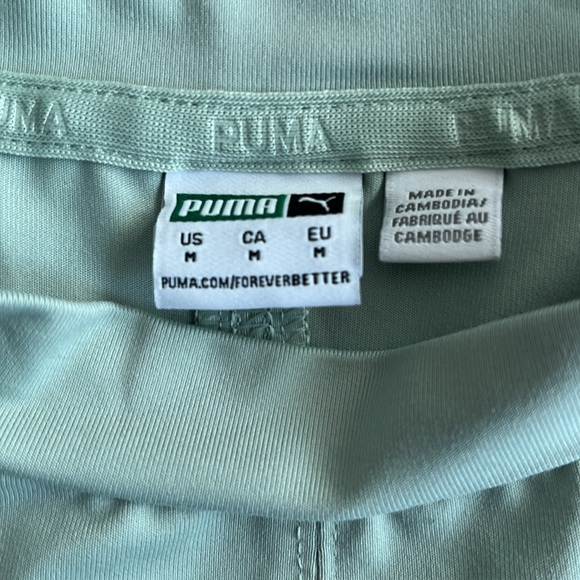 PUMA PUMA PUMA
PUMA
US CA EU
M M M
PUMA.COM/FOREVERBETTER
MADE IN
CAMBODIA/
FABRIQUÉ AU
CAMBODGE